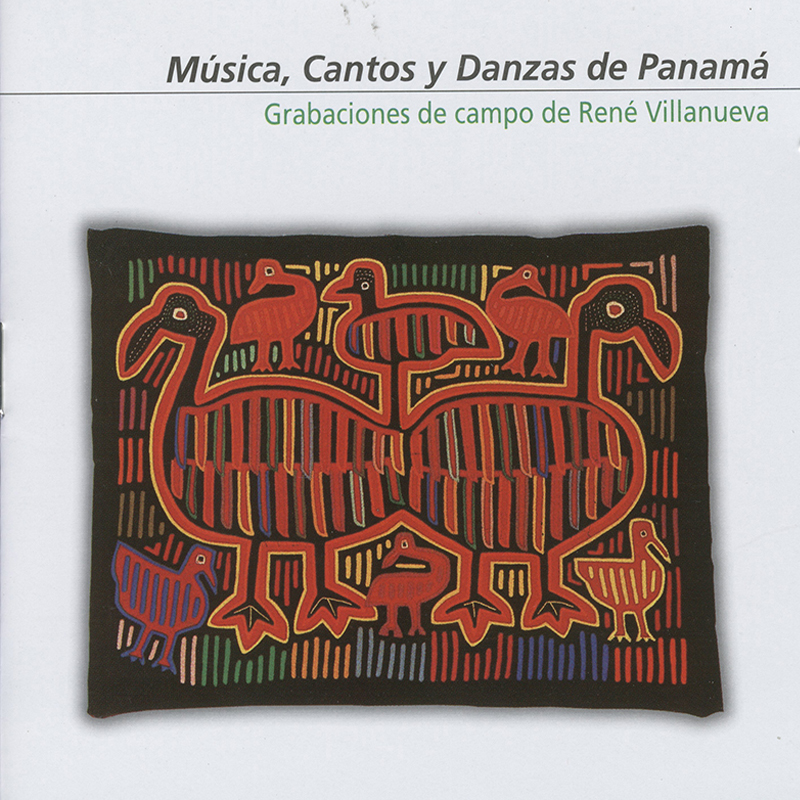 Música, Cantos y Danzas de Panamá
Grabaciones de campo de René Villanueva